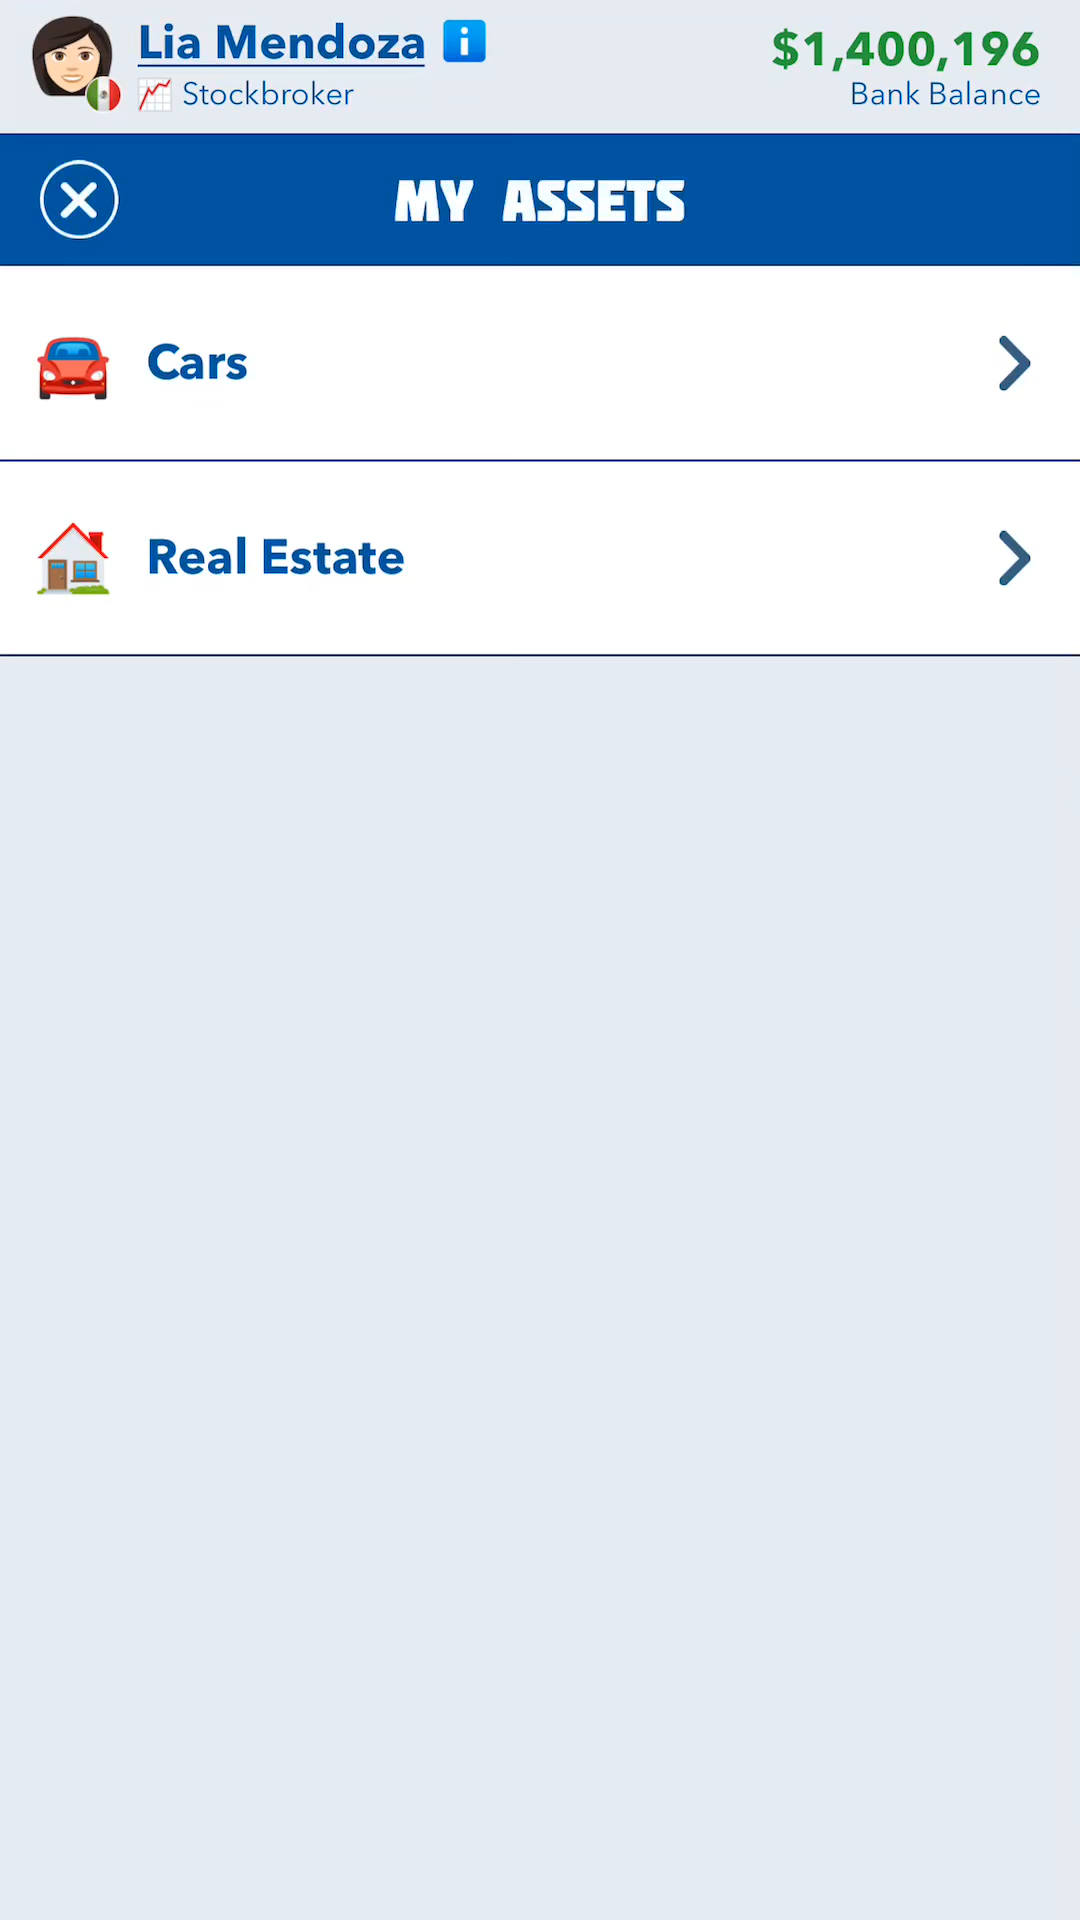 Lia Mendoza
$1,400,196
Stockbroker
Bank Balance
MY ASSETS
Cars
Real Estate